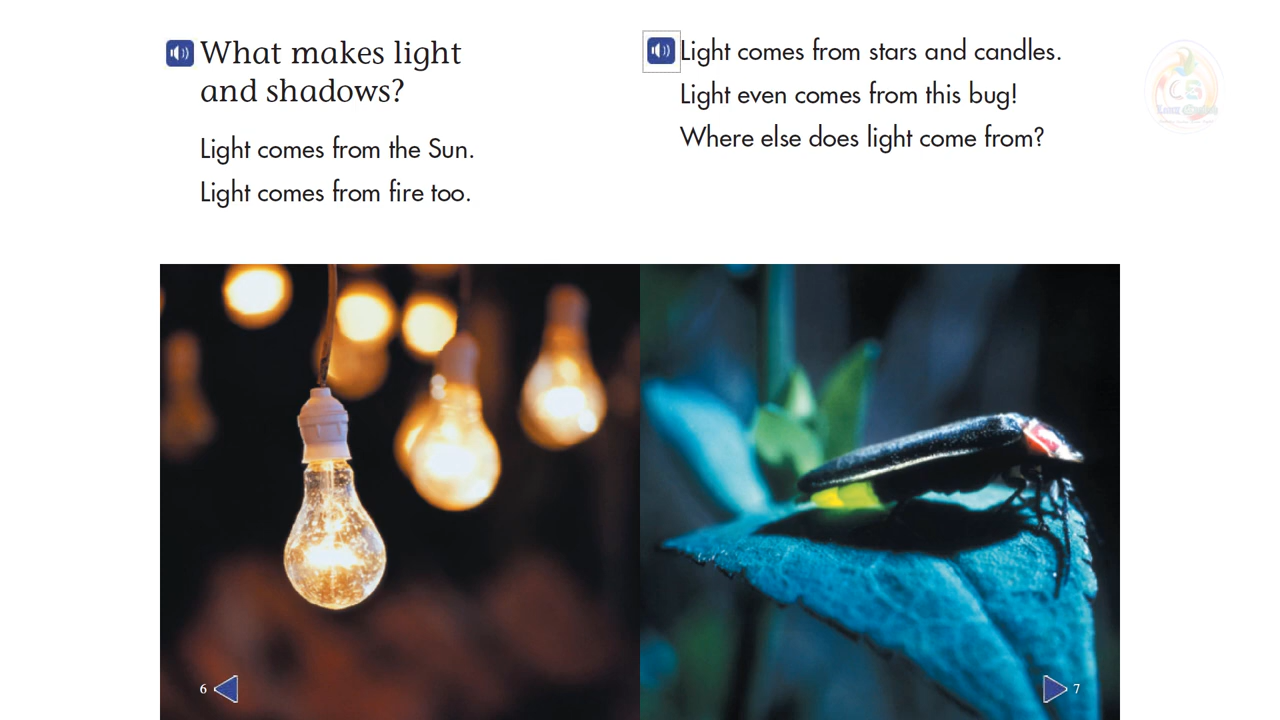 What makes light
and shadows?
Light comes from the Sun.
Light comes from fire too.
6
Light comes from stars and candles.
Light even comes from this bug!
Where else does light come from?
7
CB